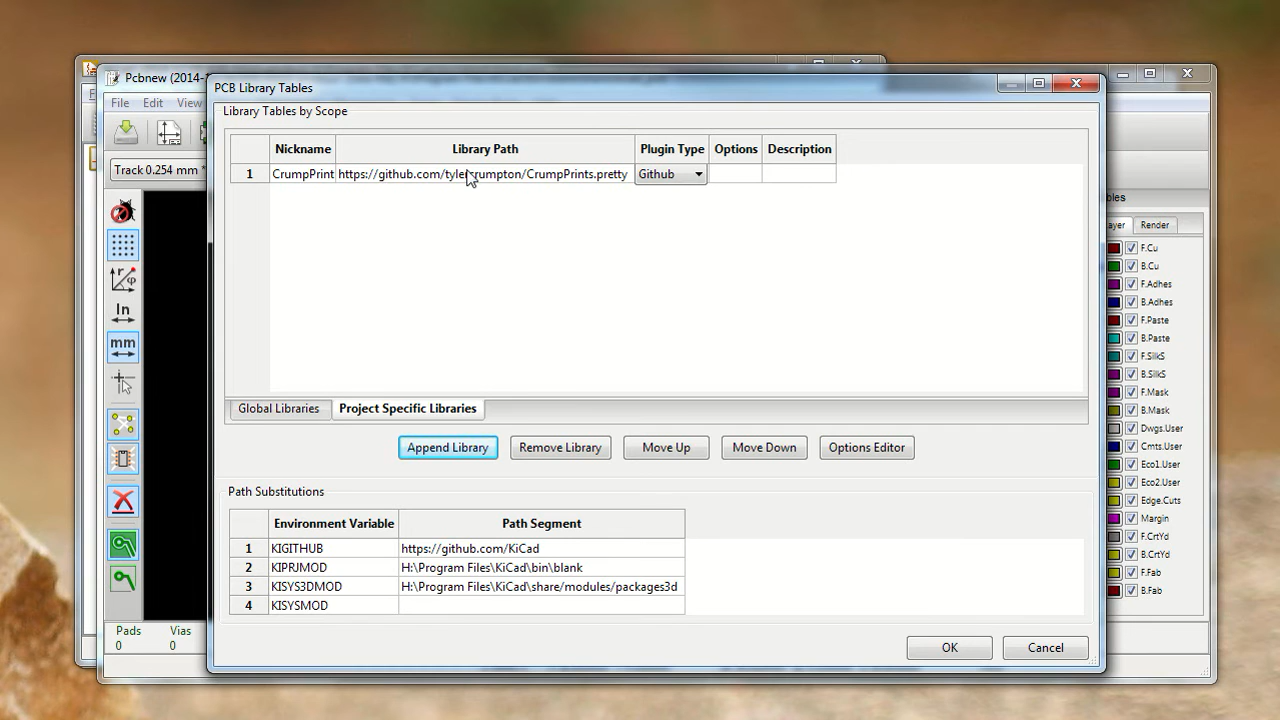 Pcbnew (2014-
PCB Library Tables
File Edit View
Library Tables by Scope
Nickname Library Path Plugin Type Options Description
1 CrumpPrint https://github.com/tylercrumpton/CrumpPrints.pretty Github
Track 0.254 mm *
In
mm
Global Libraries Project Specific Libraries
Append Library Remove Library Move Up Move Down Options Editor
Path Substitutions
Environment Variable Path Segment
1 KIGITHUB https://github.com/KiCad
2 KIPRJMOD H:\Program Files\KiCad\bin\blank
3 KISYS3DMOD H:\Program Files\KiCad\share/modules/packages3d
4 KISYSMOD
OK Cancel
Pads Vias
0 0
bles
ayer Render
F.Cu
B.Cu
F.Adhes
B.Adhes
F.Paste
B.Paste
F.SilkS
B.SilkS
F.Mask
B.Mask
Dwgs.User
Cmts.User
Eco1.User
Eco2.User
Edge.Cuts
Margin
F.CrtYd
B.CrtYd
F.Fab
B.Fab